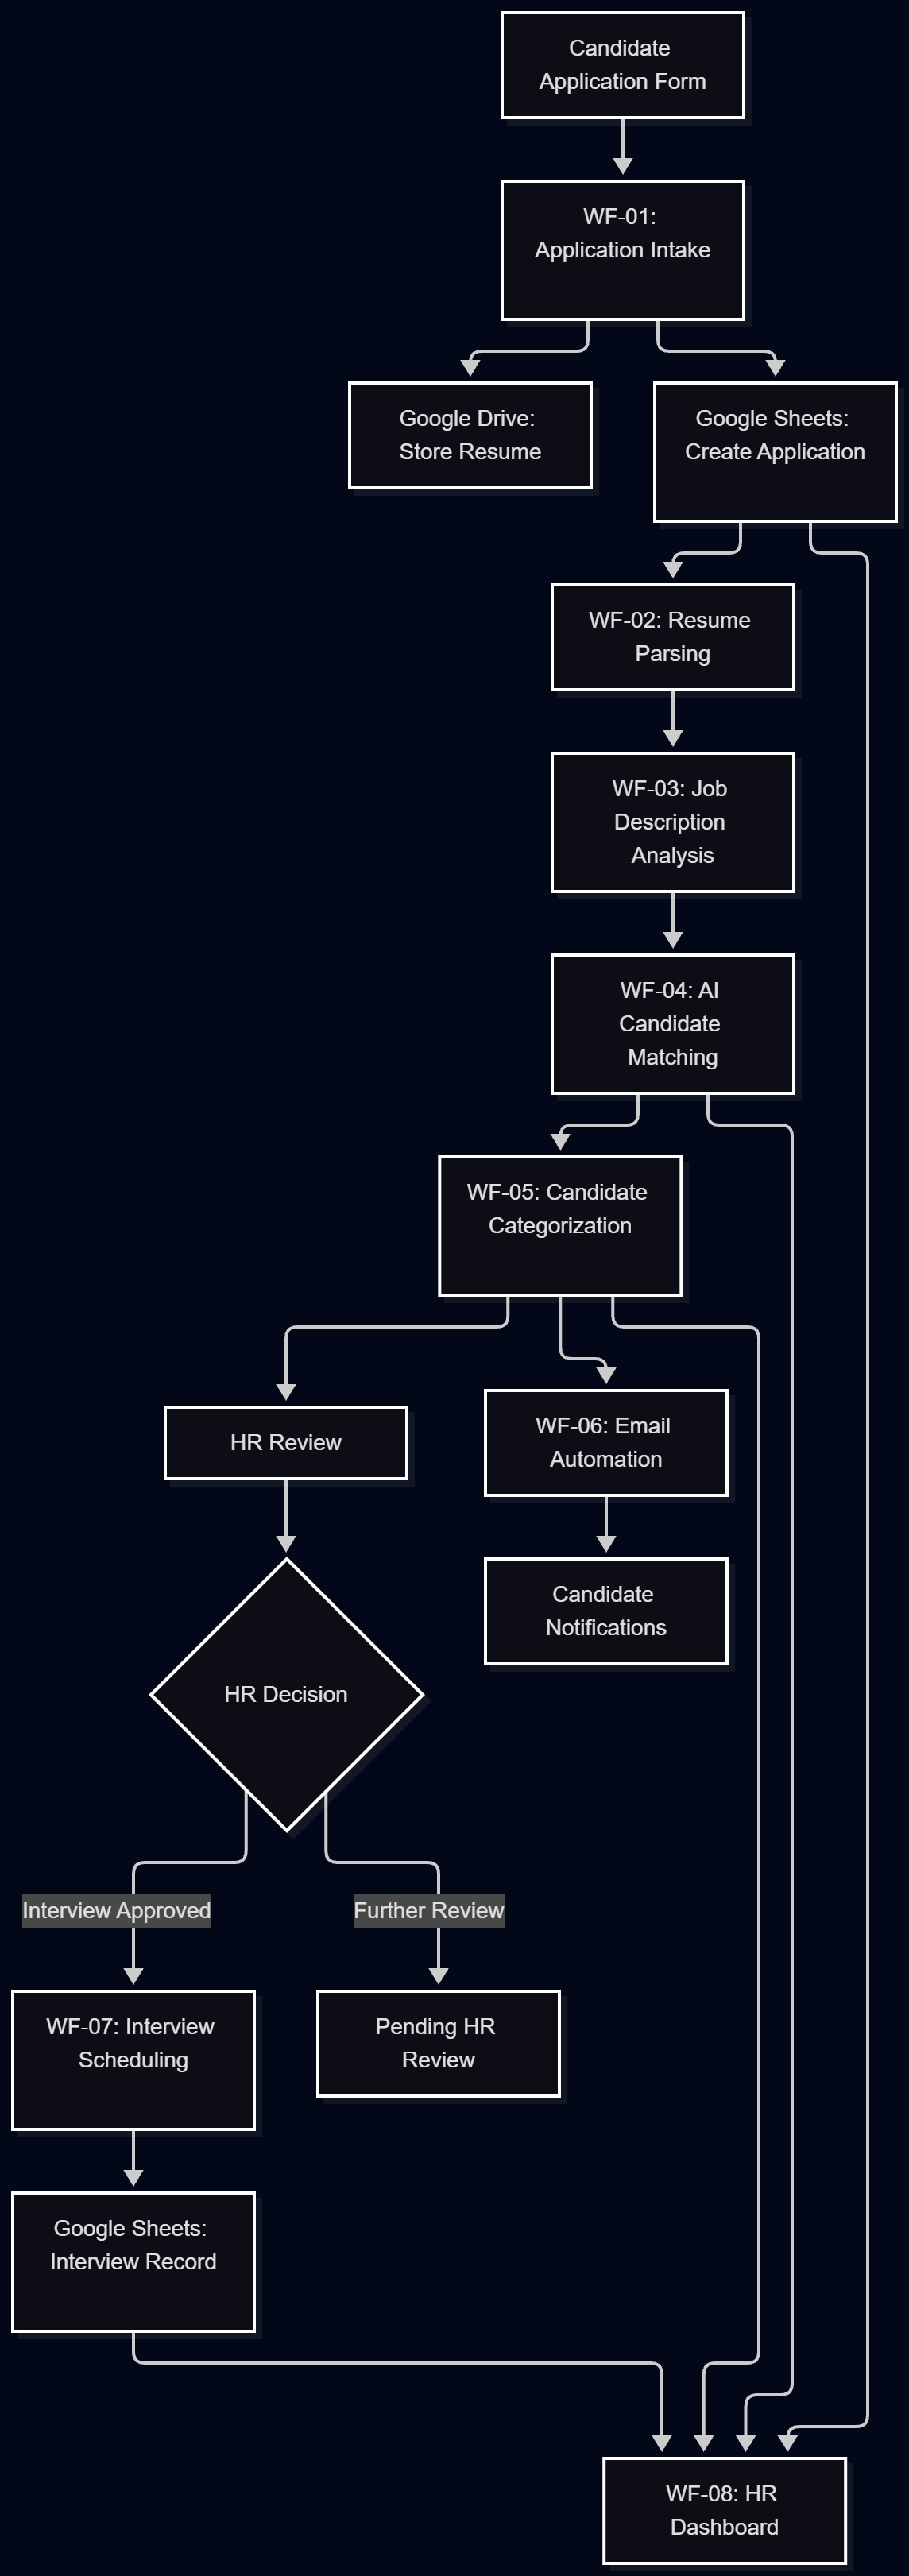 Candidate
Application Form
WF-01:
Application Intake
Google Drive:
Store Resume
Google Sheets:
Create Application
WF-02: Resume
Parsing
WF-03: Job
Description
Analysis
WF-04: AI
Candidate
Matching
WF-05: Candidate
Categorization
HR Review
WF-06: Email
Automation
Candidate
Notifications
HR Decision
Interview Approved
Further Review
WF-07: Interview
Scheduling
Pending HR
Review
Google Sheets:
Interview Record
WF-08: HR
Dashboard